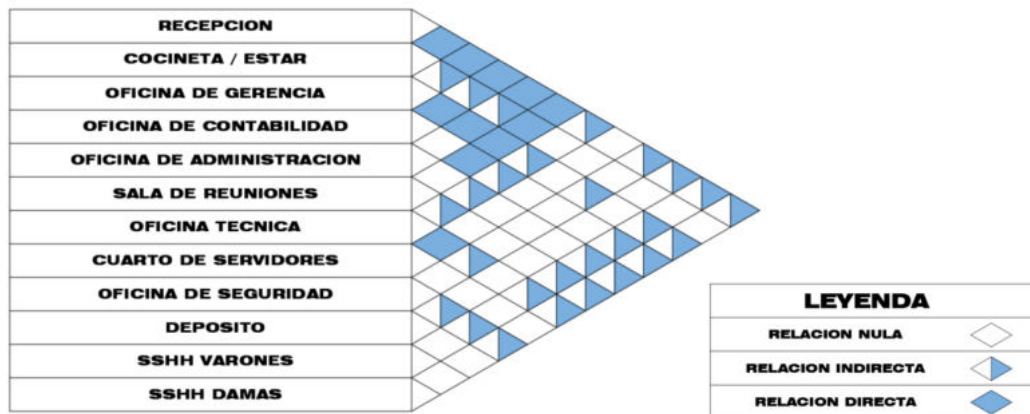 RECEPCION
COCINETA / ESTAR
OFICINA DE GERENCIA
OFICINA DE CONTABILIDAD
OFICINA DE ADMINISTRACION
SALA DE REUNIONES
OFICINA TECNICA
CUARTO DE SERVIDORES
OFICINA DE SEGURIDAD
DEPOSITO
SSHH VARONES
SSHH DAMAS
LEYENDA
RELACION NULA
RELACION INDIRECTA
RELACION DIRECTA